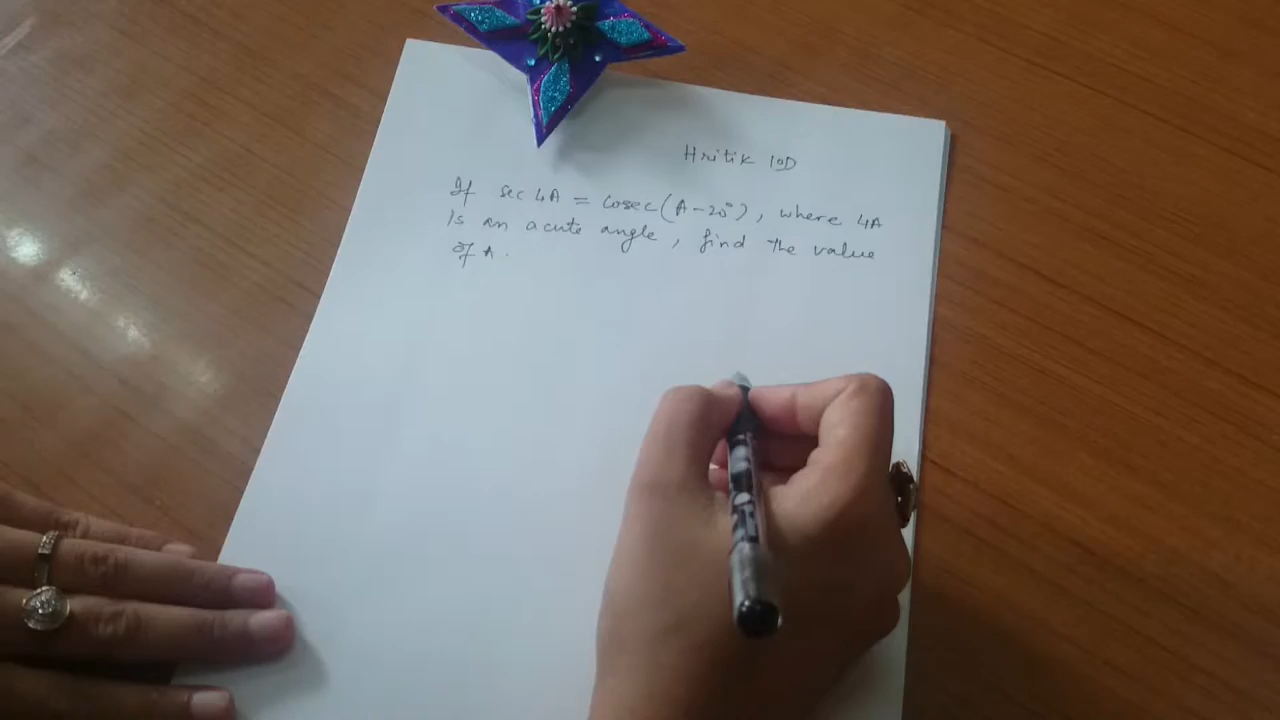 Hritik 10D
If sec 4A = cosec(A-20°), where 4A
is an acute angle, find the value
of A.